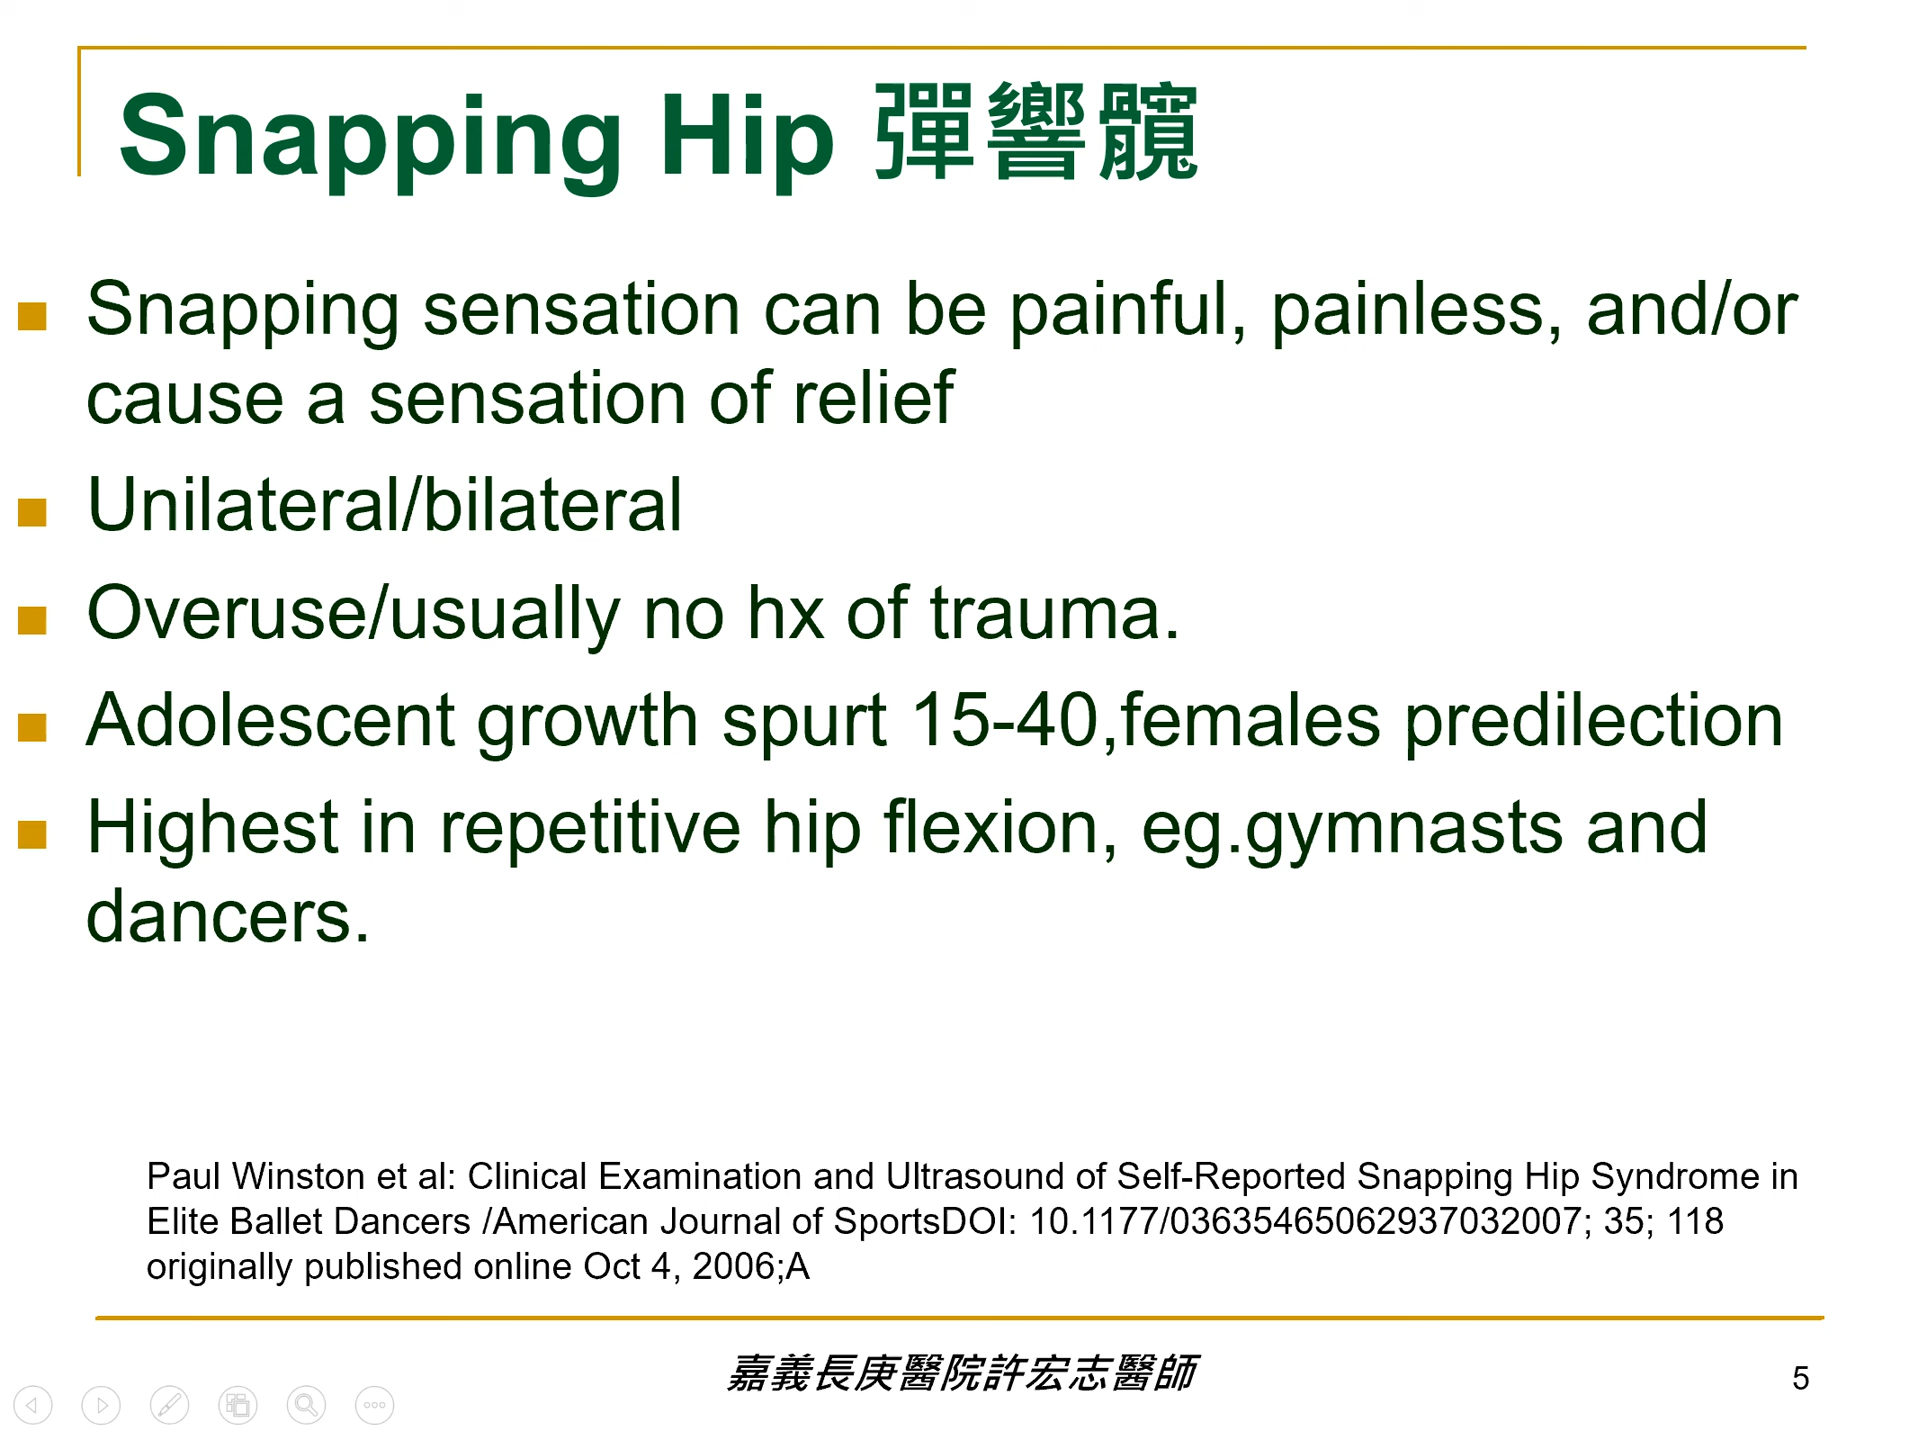 Snapping Hip 彈響髖
Snapping sensation can be painful, painless, and/or
cause a sensation of relief
Unilateral/bilateral
Overuse/usually no hx of trauma.
Adolescent growth spurt 15-40,females predilection
Highest in repetitive hip flexion, eg.gymnasts and
dancers.
Paul Winston et al: Clinical Examination and Ultrasound of Self-Reported Snapping Hip Syndrome in
Elite Ballet Dancers /American Journal of SportsDOI: 10.1177/03635465062937032007; 35; 118
originally published online Oct 4, 2006;A
嘉義長庚醫院許宏志醫師
5